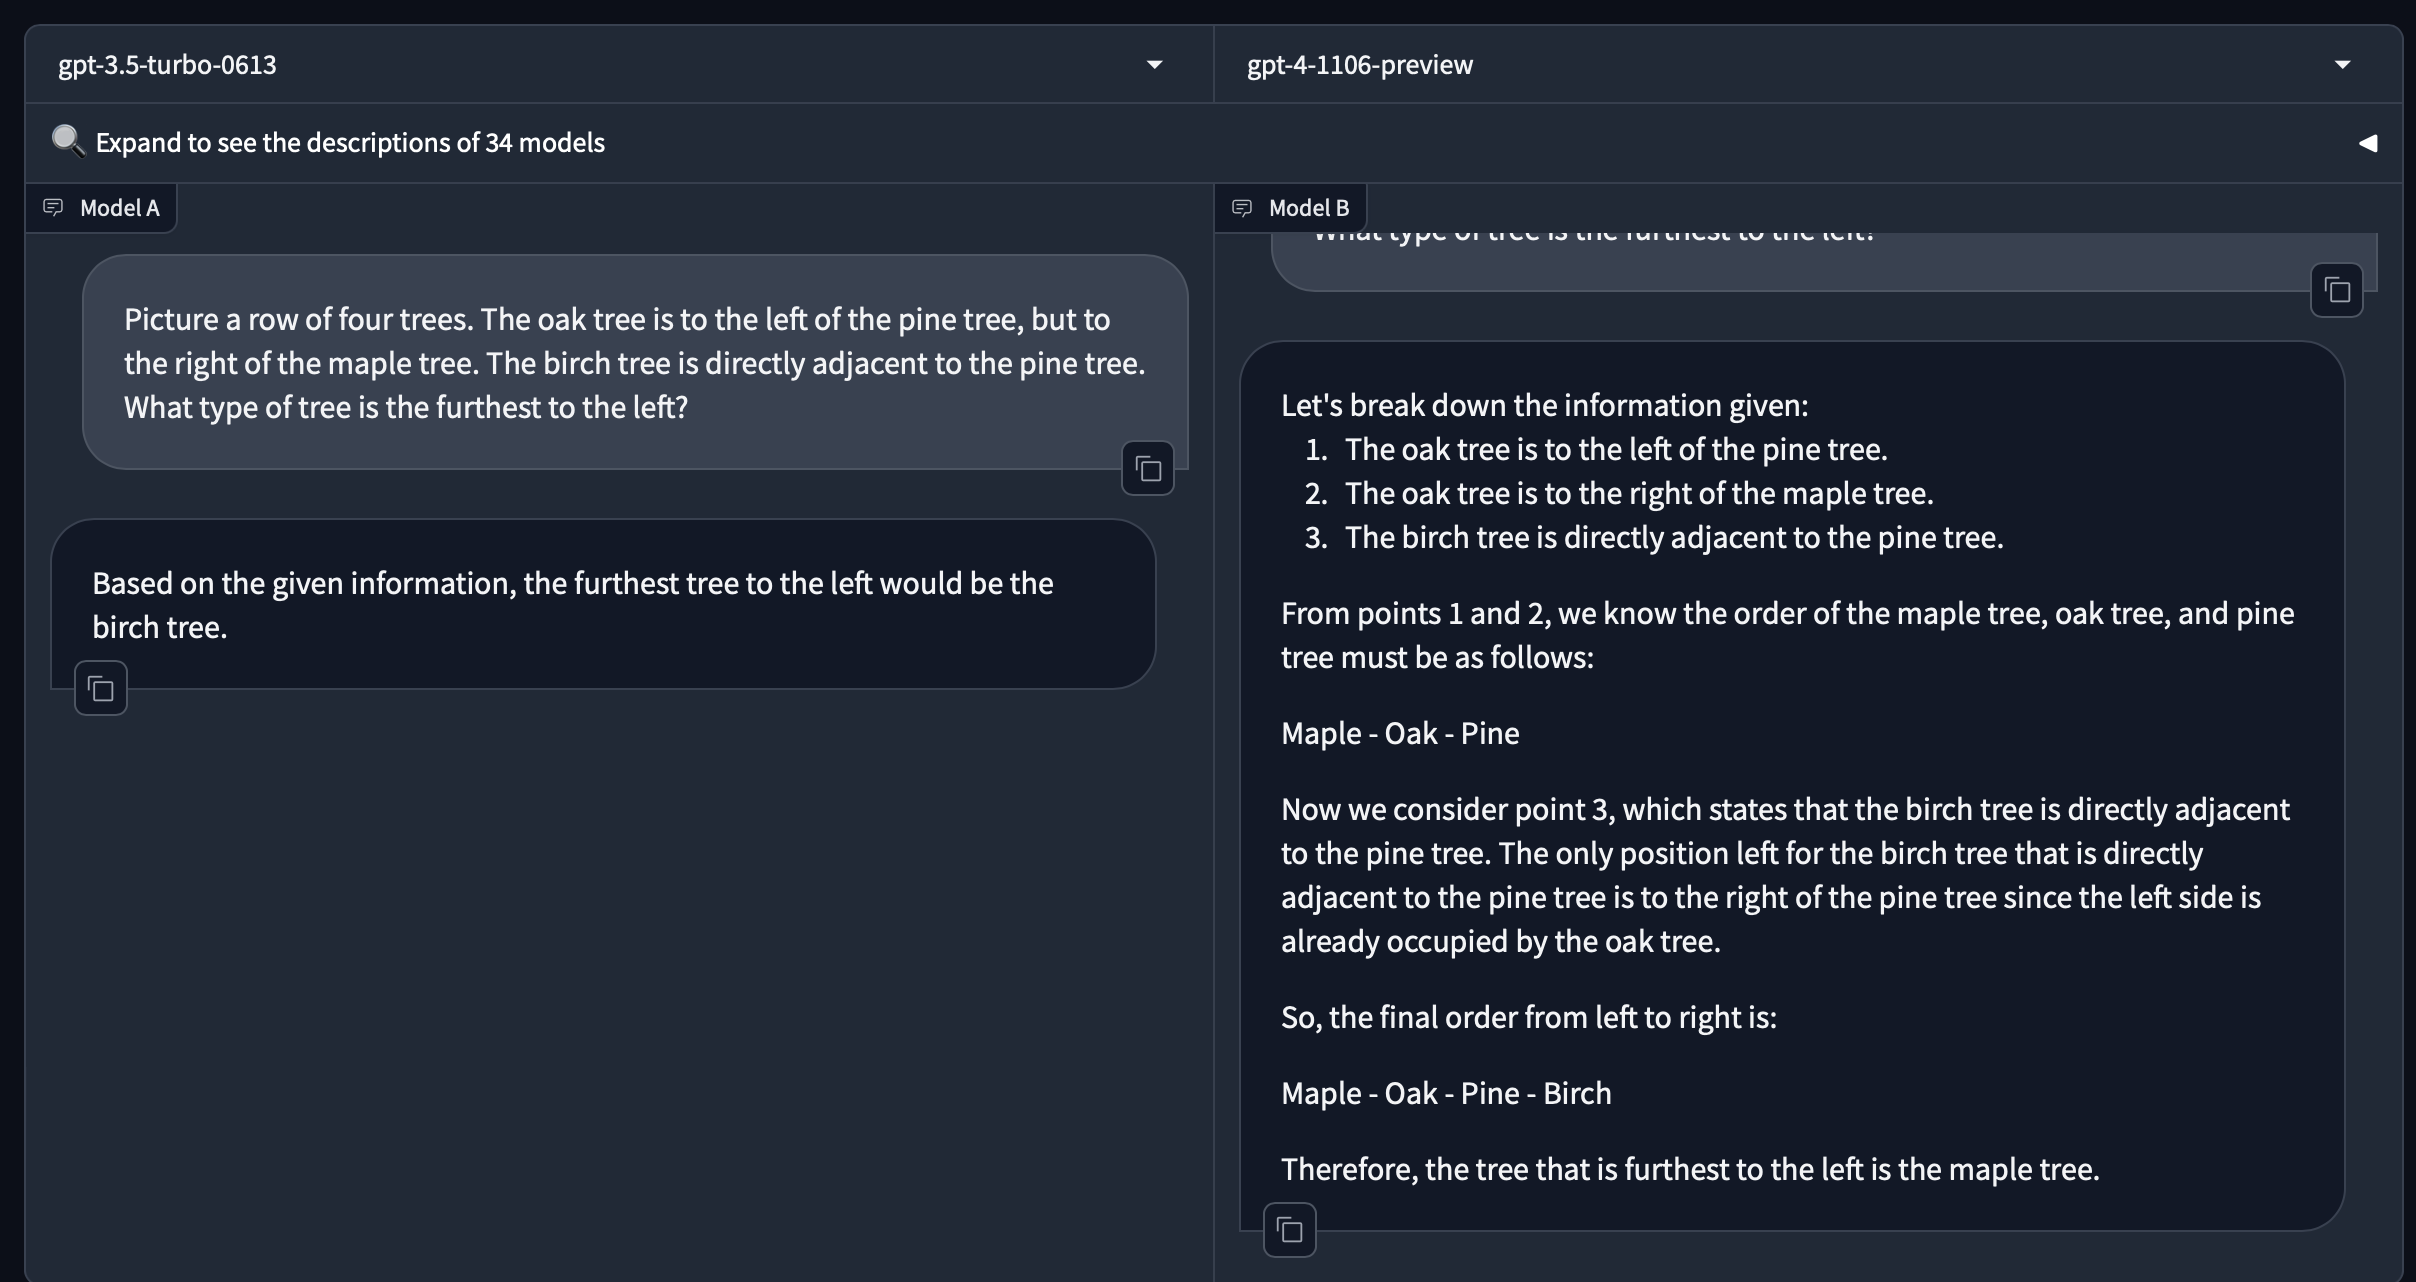 gpt-3.5-turbo-0613
gpt-4-1106-preview
Expand to see the descriptions of 34 models
Model A
Picture a row of four trees. The oak tree is to the left of the pine tree, but to
the right of the maple tree. The birch tree is directly adjacent to the pine tree.
What type of tree is the furthest to the left?
Based on the given information, the furthest tree to the left would be the
birch tree.
Model B
What type of tree is the furthest to the left?
Let's break down the information given:
1. The oak tree is to the left of the pine tree.
2. The oak tree is to the right of the maple tree.
3. The birch tree is directly adjacent to the pine tree.
From points 1 and 2, we know the order of the maple tree, oak tree, and pine
tree must be as follows:
Maple - Oak - Pine
Now we consider point 3, which states that the birch tree is directly adjacent
to the pine tree. The only position left for the birch tree that is directly
adjacent to the pine tree is to the right of the pine tree since the left side is
already occupied by the oak tree.
So, the final order from left to right is:
Maple - Oak - Pine - Birch
Therefore, the tree that is furthest to the left is the maple tree.